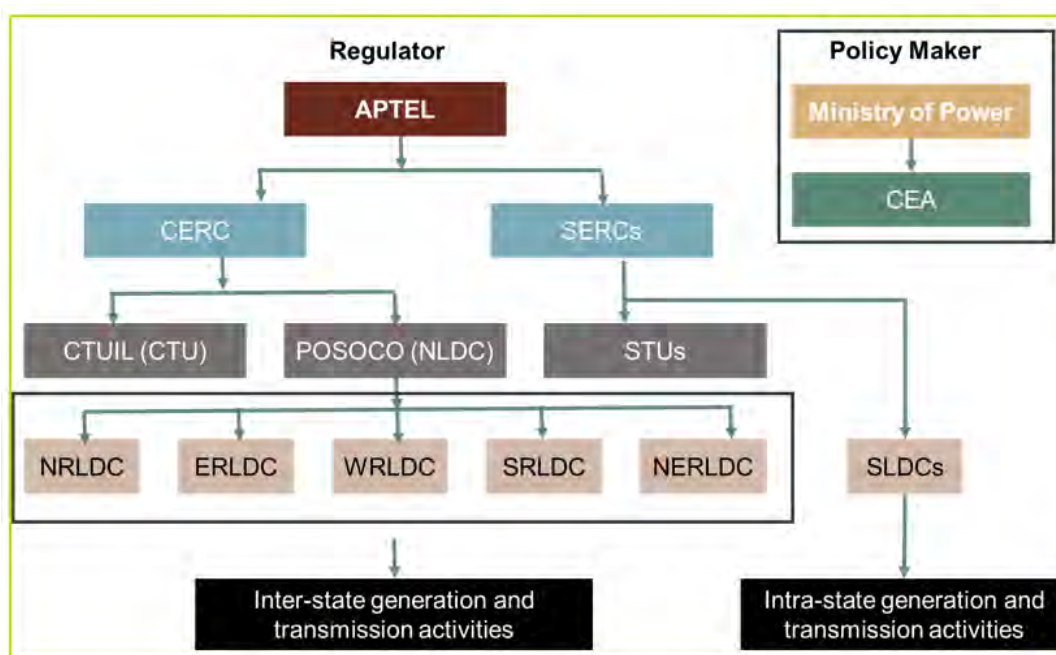 Regulator
Policy Maker
APTEL
Ministry of Power
CEA
CERC
SERCs
CTUIL (CTU)
POSOCO (NLDC)
STUs
NRLDC
ERLDC
WRLDC
SRLDC
NERLDC
SLDCs
Inter-state generation and
transmission activities
Intra-state generation and
transmission activities